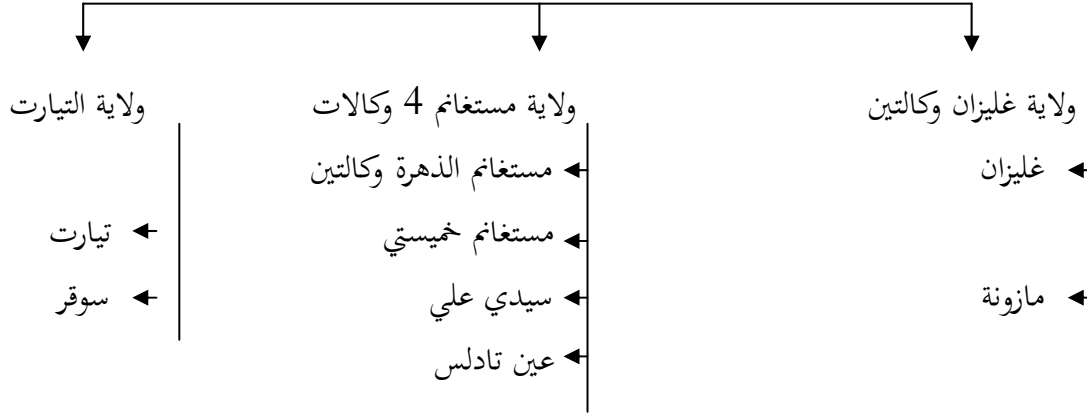 ولاية غليزان وكالتين
غليزان
مازونة
ولاية مستغانم 4 وكالات
مستغانم الذهرة وكالتين
مستغانم خميستي
سيدي علي
عين تادلس
ولاية التيارت
تيارت
سوقر